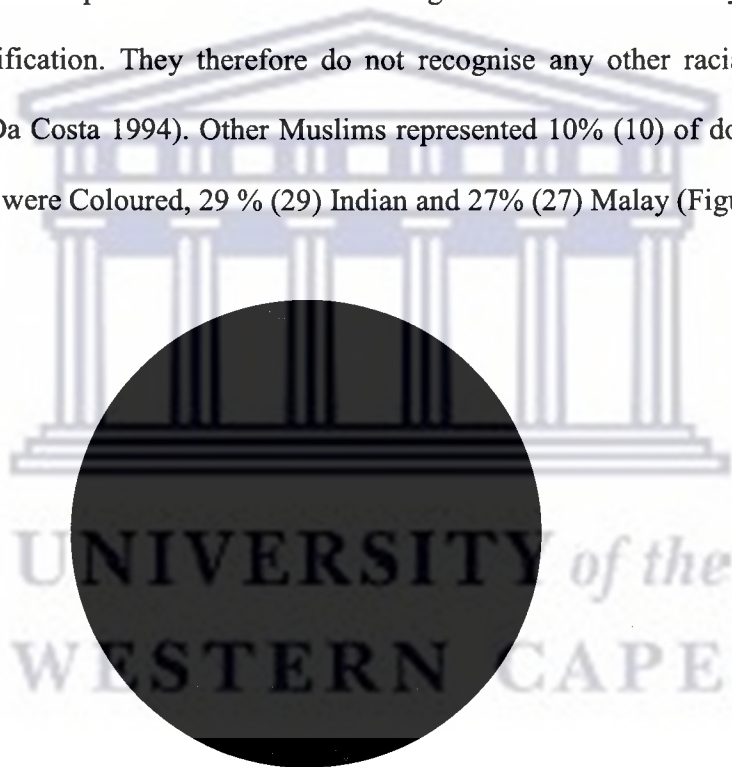 ification. They therefore do not recognise any other racia
Da Costa 1994). Other Muslims represented 10% (10) of do
were Coloured, 29 % (29) Indian and 27% (27) Malay (Figu
UNIVERSITY of the
WESTERN CAPE